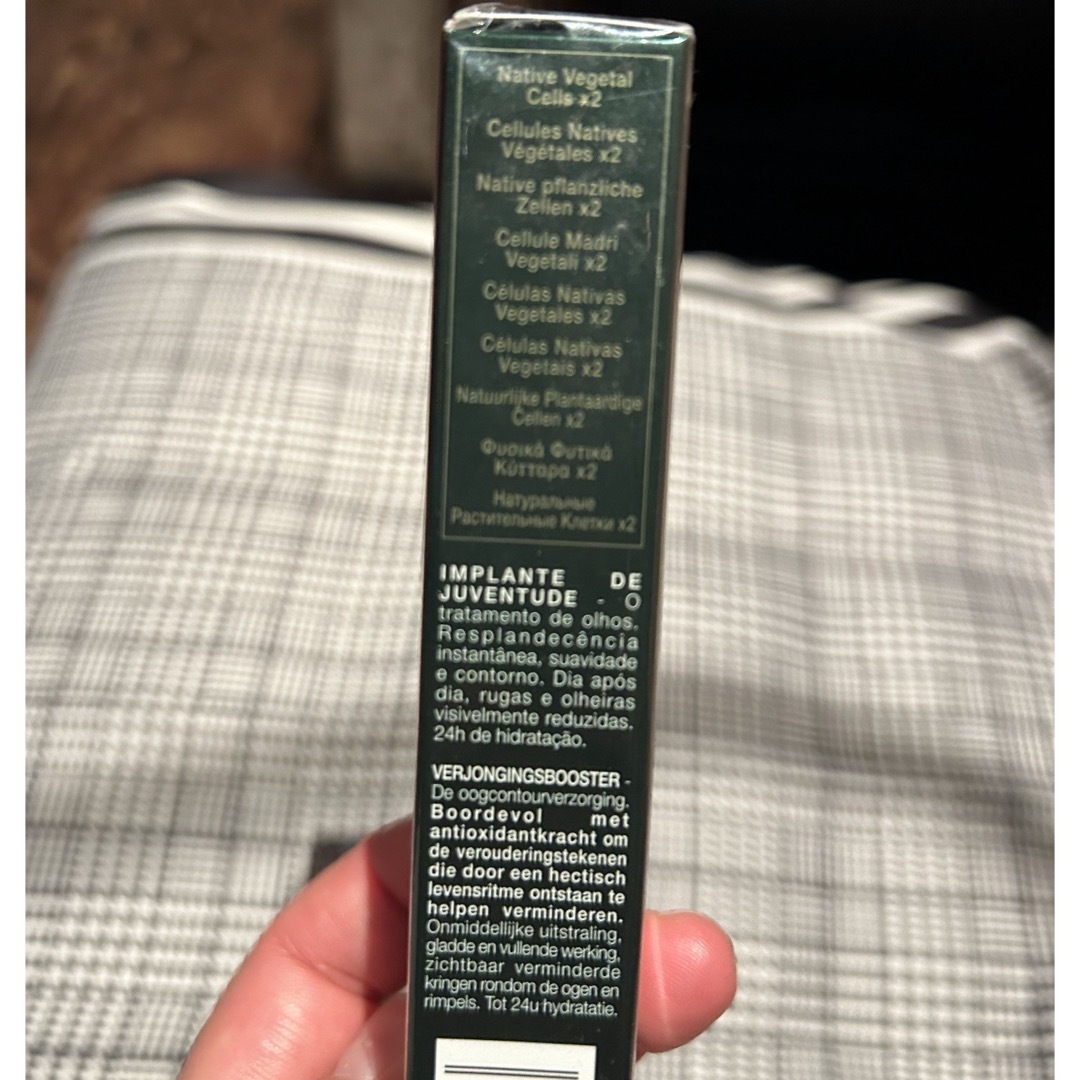 Native Vegetal
Cells x2
Cellules Natives
Végétales x2
Native pflanzliche
Zellen x2
Cellule Madri
Vegetali x2
Células Nativas
Vegetales x2
Células Nativas
Vegetais x2
Natuurlijke Plantaardige
Cellen x2
Φυσικά Φυτικά
Κύτταρα x2
Натуральные
Растительные Клетки x2
IMPLANTE DE
JUVENTUDE - O
tratamento de olhos.
Resplandecência
instantânea, suavidade
e contorno. Dia após
dia, rugas e olheiras
visivelmente reduzidas.
24h de hidratação.
VERJONGINGSBOOSTER -
De oogcontourverzorging.
Boordevol met
antioxidantkracht om
de verouderingstekenen
die door een hectisch
levensritme ontstaan te
helpen verminderen.
Onmiddellijke uitstraling,
gladde en vullende werking,
zichtbaar verminderde
kringen rondom de ogen en
rimpels. Tot 24u hydratatie.